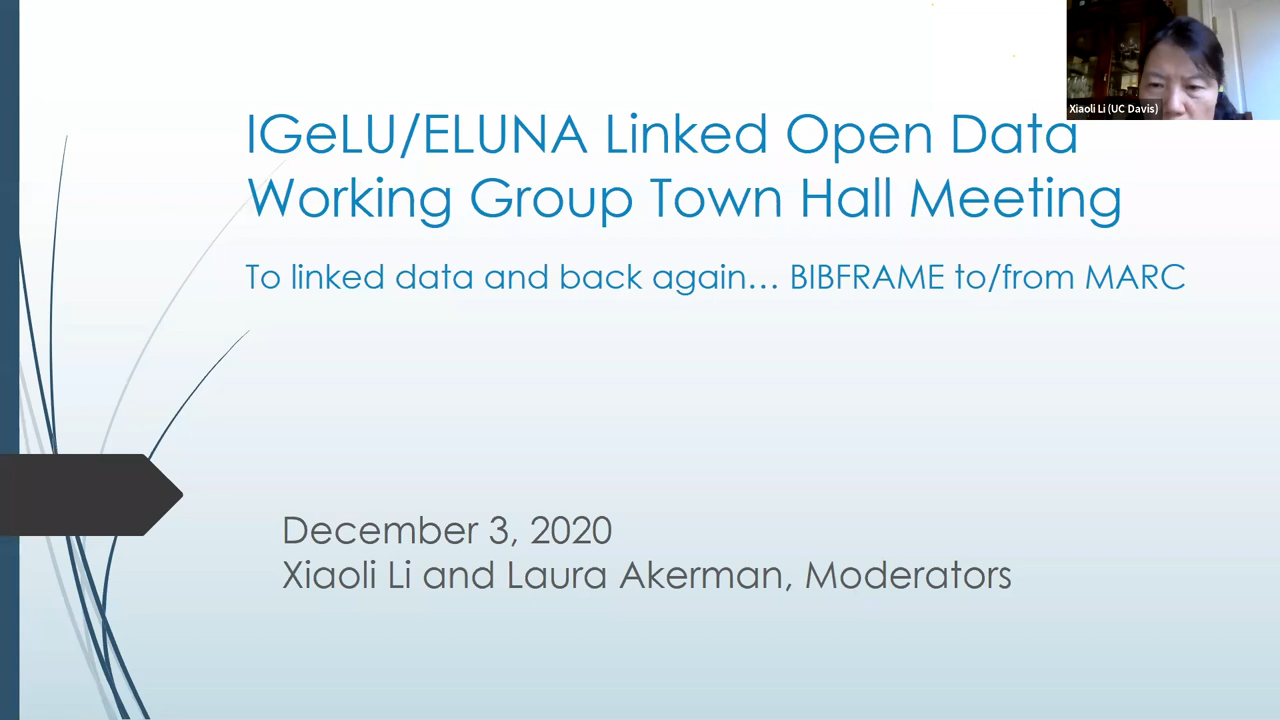 Xiaoli Li (UC Davis)
IGeLU/ELUNA Linked Open Data
Working Group Town Hall Meeting
To linked data and back again... BIBFRAME to/from MARC
December 3, 2020
Xiaoli Li and Laura Akerman, Moderators